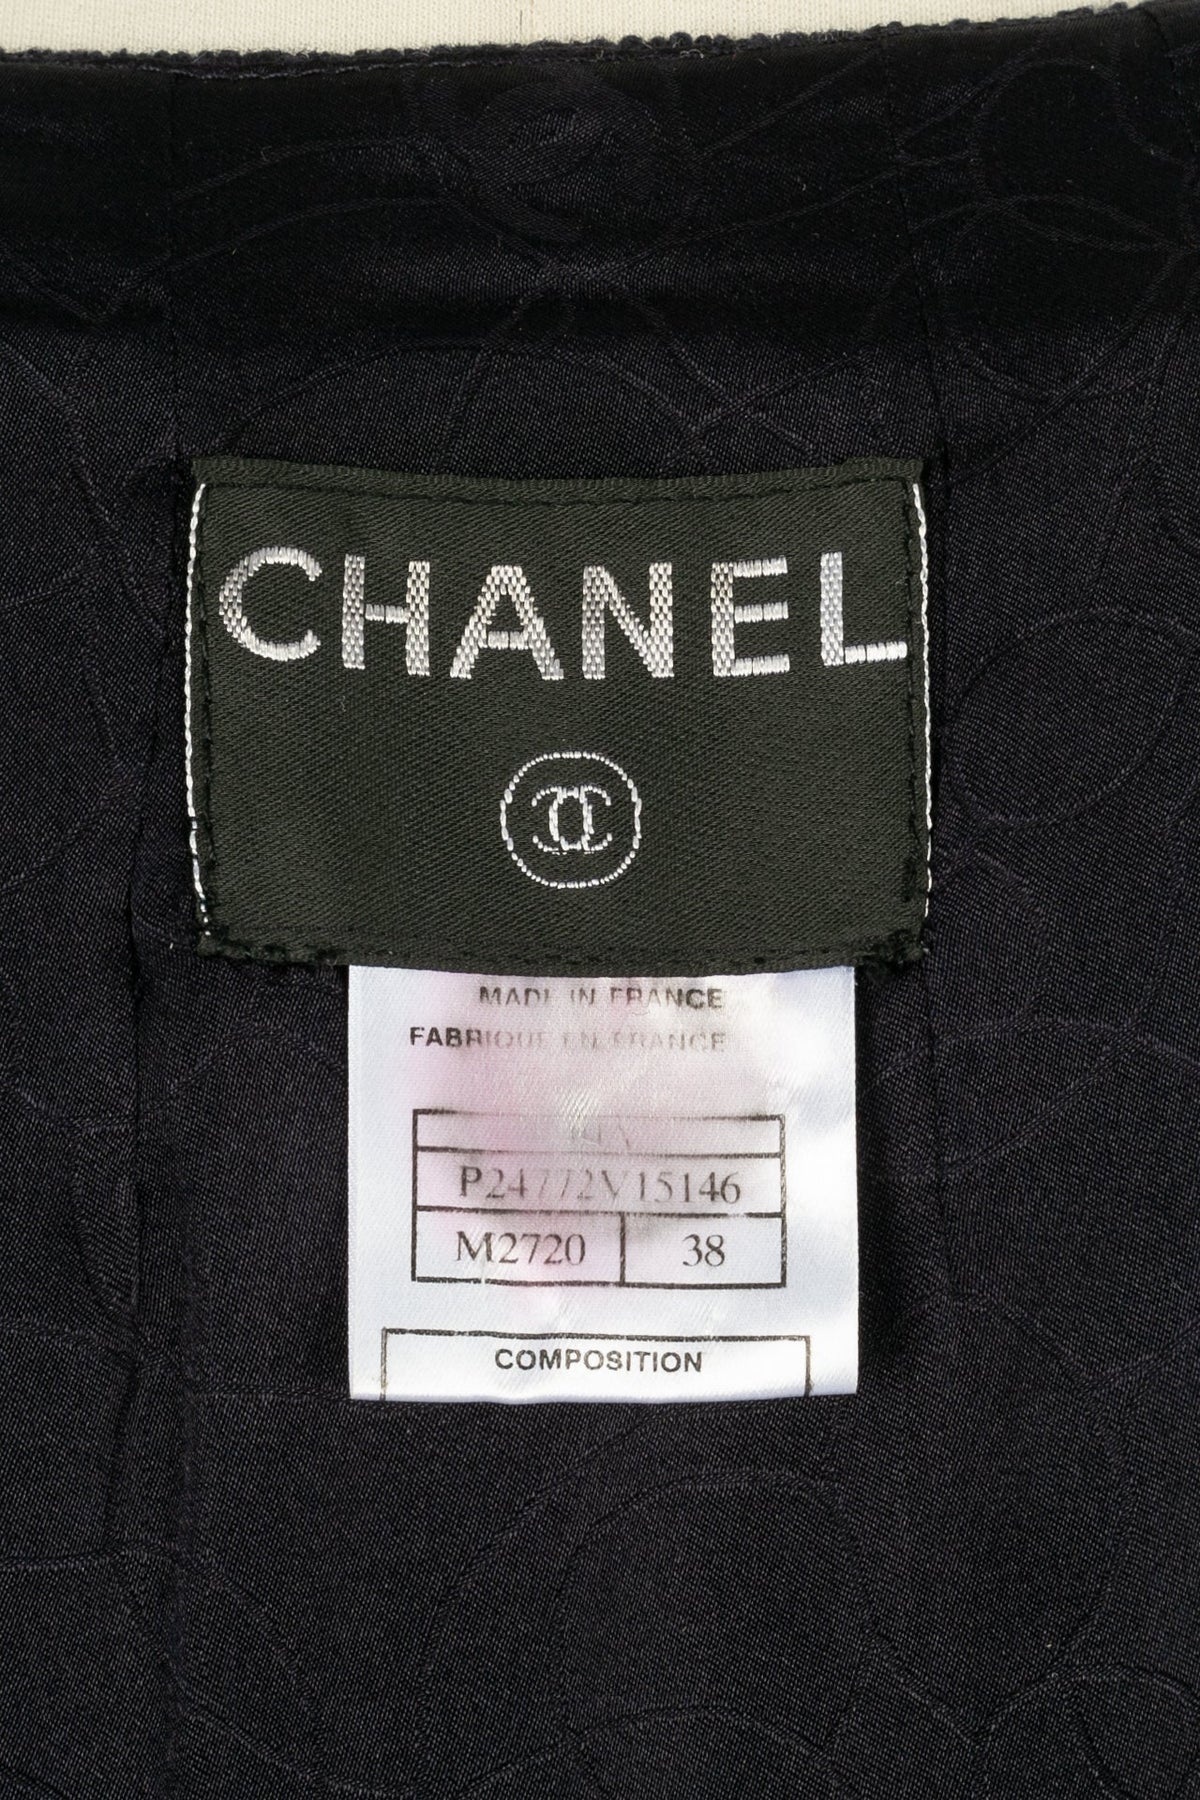 CHANEL
MADE IN FRANCE
FABRIQUE EN FRANCE
P24772V15146
M2720 38
COMPOSITION